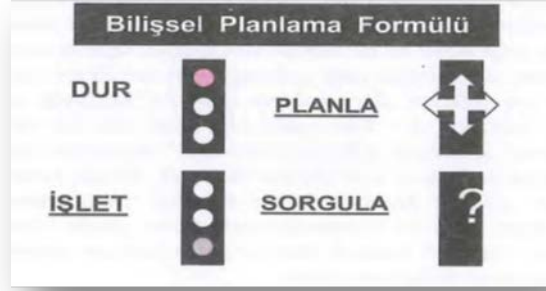 Bilişsel Planlama Formülü
DUR
PLANLA
İŞLET
SORGULA
?